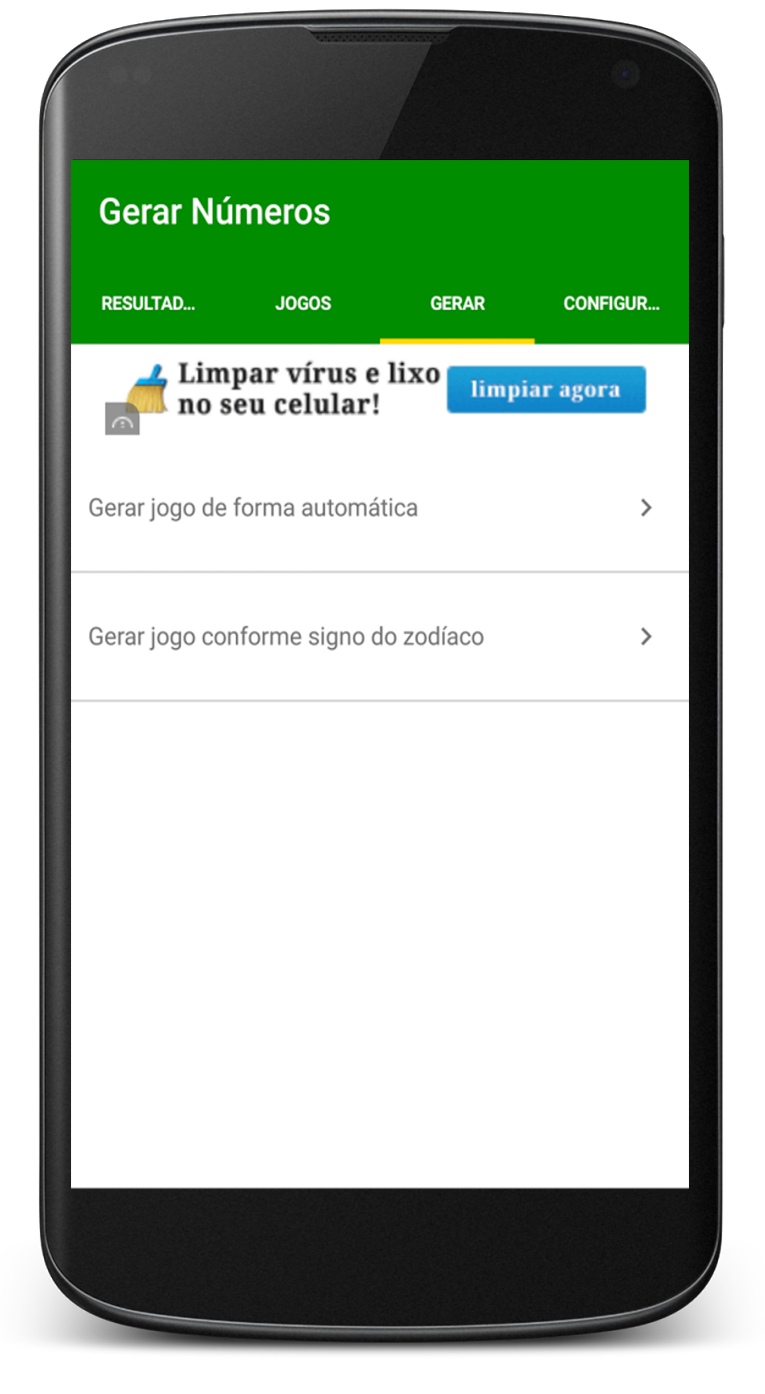 Gerar Números
RESULTAD... JOGOS GERAR CONFIGUR...
Limpar vírus e lixo
no seu celular!
limpiar agora
Gerar jogo de forma automática
Gerar jogo conforme signo do zodíaco